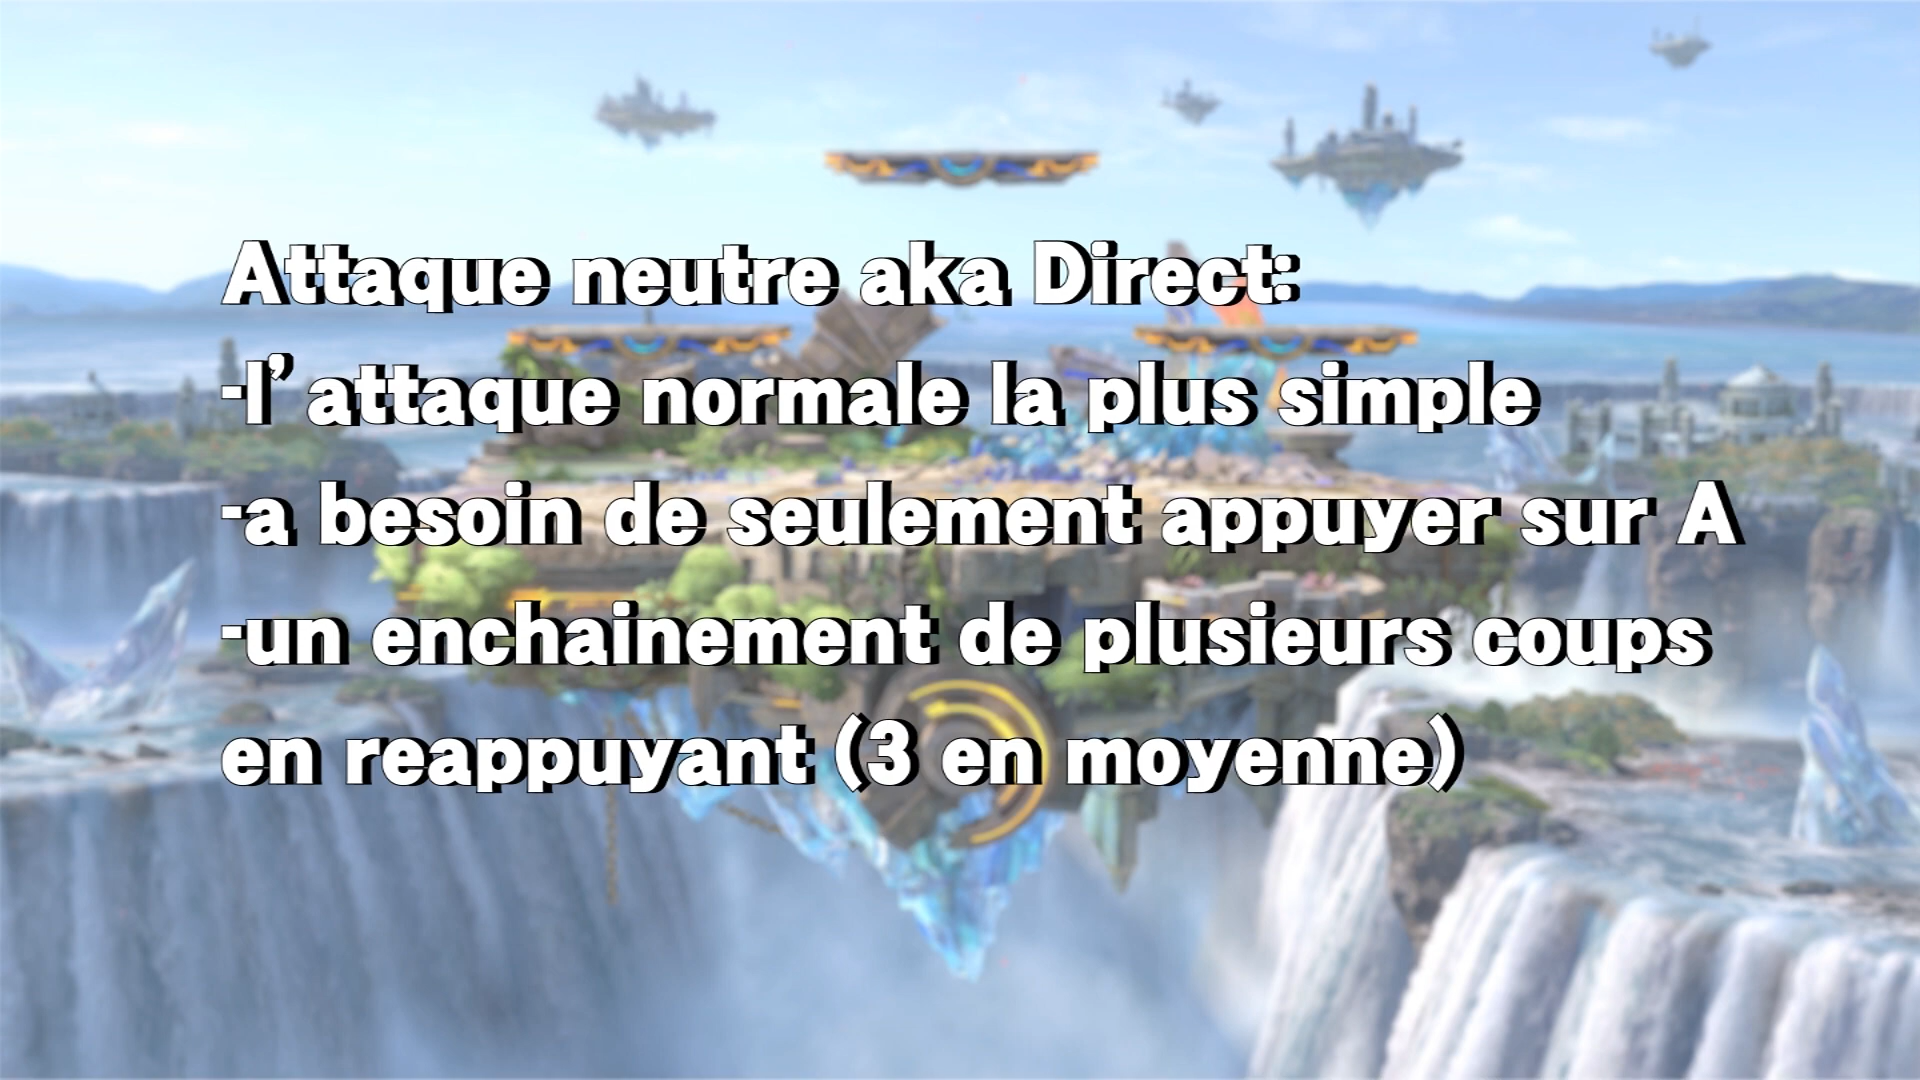 Attaque neutre aka Direct:
-l’attaque normale la plus simple
-a besoin de seulement appuyer sur A
-un enchainement de plusieurs coups
en reappuyant (3 en moyenne)